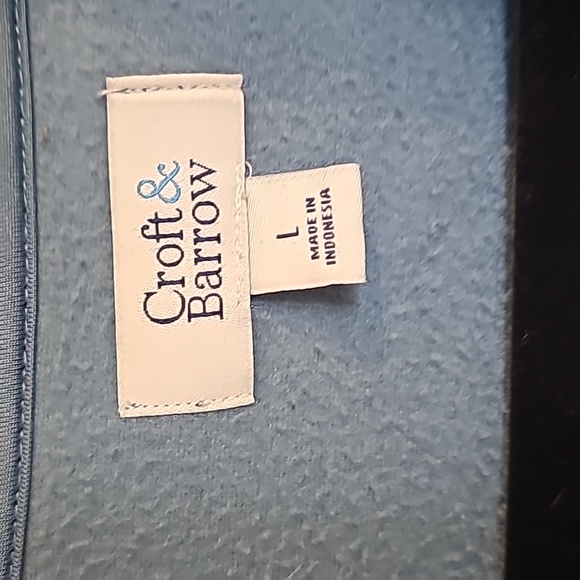 Croft &
Barrow
L
MADE IN
INDONESIA